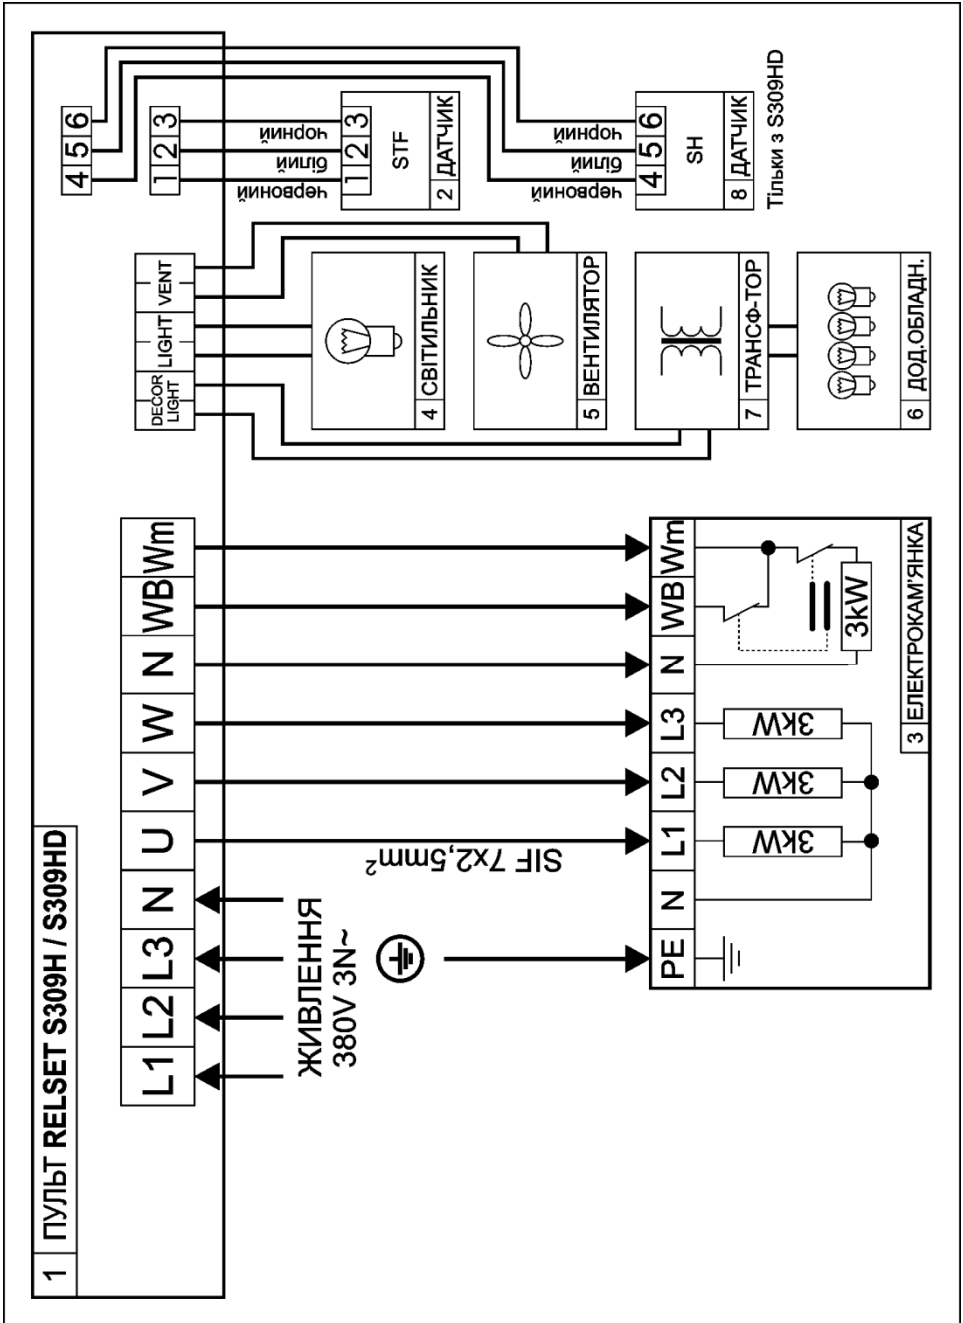 1 ПУЛЬТ RELSET S309H / S309HD
L1 L2 L3 N U V W N WB Wm
DECOR LIGHT
LIGHT
VENT
4 5 6
1 2 3
ЖИВЛЕННЯ
380V 3N~
SIF 7x2,5mm²
червоний
білий
чорний
1 2 3
STF
2 ДАТЧИК
червоний
білий
чорний
4 5 6
SH
8 ДАТЧИК
Тільки з S309HD
4 СВІТИЛЬНИК
5 ВЕНТИЛЯТОР
7 ТРАНСФ-ТОР
6 ДОД.ОБЛАДН.
PE N L1 L2 L3 N WB Wm
3kW
3kW
3kW
3kW
3 ЕЛЕКТРОКАМ'ЯНКА